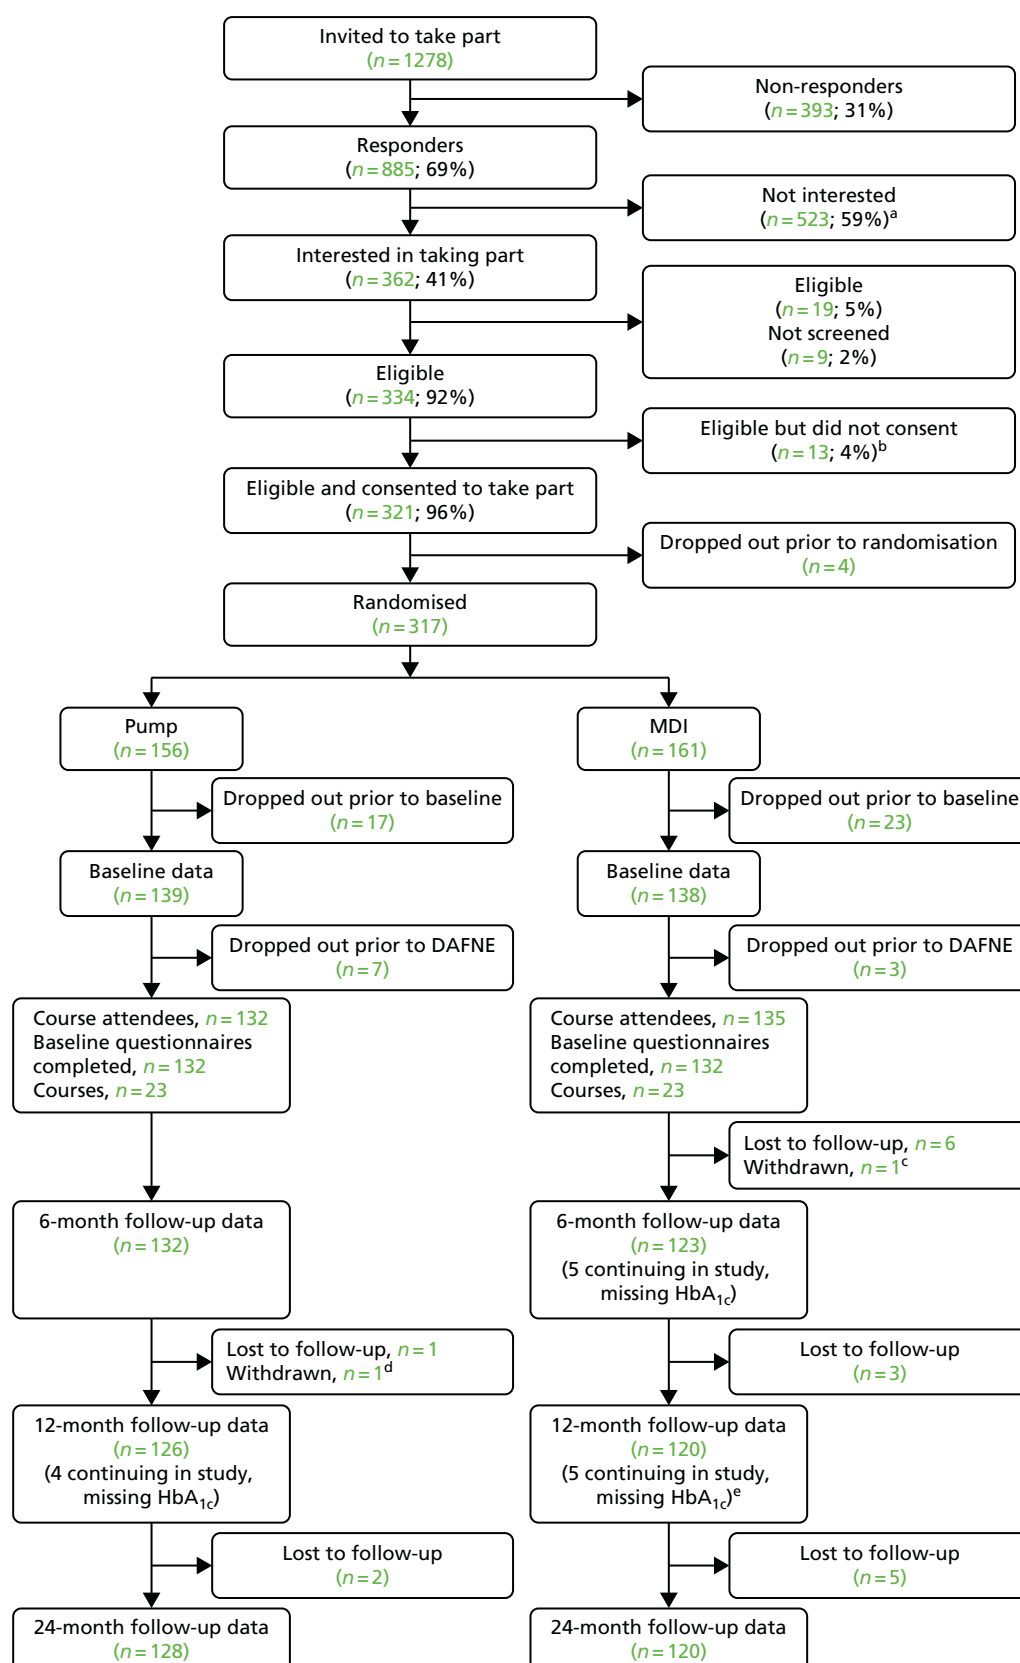 Invited to take part
(n = 1278)
Non-responders
(n = 393; 31%)
Responders
(n = 885; 69%)
Not interested
(n = 523; 59%)a
Interested in taking part
(n = 362; 41%)
Eligible
(n = 19; 5%)
Not screened
(n = 9; 2%)
Eligible
(n = 334; 92%)
Eligible but did not consent
(n = 13; 4%)b
Eligible and consented to take part
(n = 321; 96%)
Dropped out prior to randomisation
(n = 4)
Randomised
(n = 317)
Pump
(n = 156)
MDI
(n = 161)
Dropped out prior to baseline
(n = 17)
Dropped out prior to baseline
(n = 23)
Baseline data
(n = 139)
Baseline data
(n = 138)
Dropped out prior to DAFNE
(n = 7)
Dropped out prior to DAFNE
(n = 3)
Course attendees, n = 132
Baseline questionnaires
completed, n = 132
Courses, n = 23
Course attendees, n = 135
Baseline questionnaires
completed, n = 132
Courses, n = 23
Lost to follow-up, n = 6
Withdrawn, n = 1c
6-month follow-up data
(n = 132)
6-month follow-up data
(n = 123)
(5 continuing in study,
missing HbA1c)
Lost to follow-up, n = 1
Withdrawn, n = 1d
Lost to follow-up
(n = 3)
12-month follow-up data
(n = 126)
(4 continuing in study,
missing HbA1c)
12-month follow-up data
(n = 120)
(5 continuing in study,
missing HbA1c)e
Lost to follow-up
(n = 2)
Lost to follow-up
(n = 5)
24-month follow-up data
(n = 128)
24-month follow-up data
(n = 120)